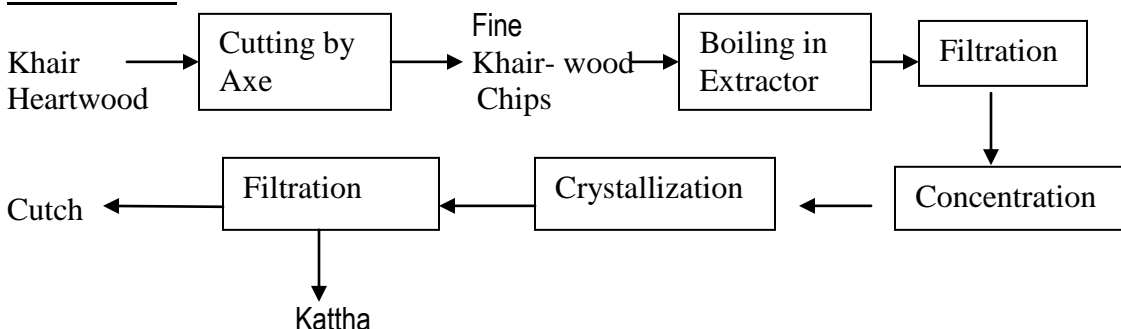 Khair
Heartwood
Cutting by
Axe
Fine
Khair- wood
Chips
Boiling in
Extractor
Filtration
Concentration
Crystallization
Filtration
Cutch
Kattha